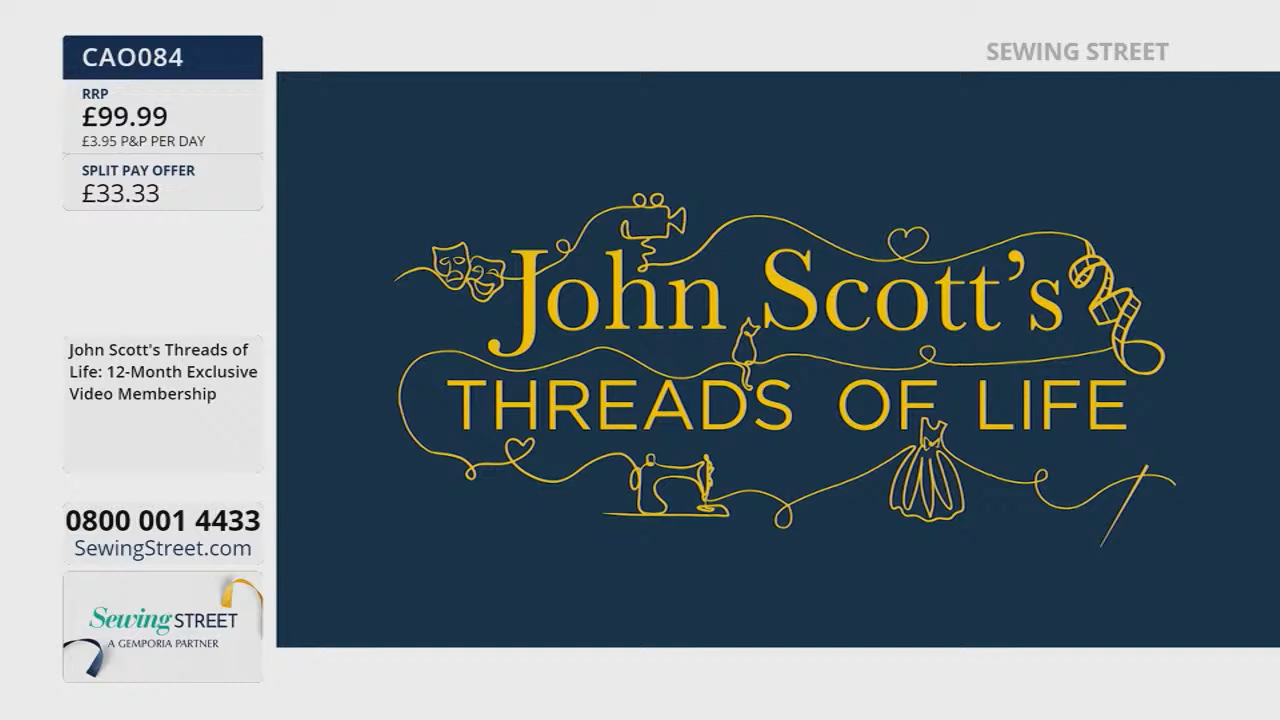 CAO084
RRP
£99.99
£3.95 P&P PER DAY
SPLIT PAY OFFER
£33.33
John Scott's Threads of
Life: 12-Month Exclusive
Video Membership
0800 001 4433
SewingStreet.com
Sewing STREET
A GEMPORIA PARTNER
SEWING STREET
John Scott's
THREADS OF LIFE